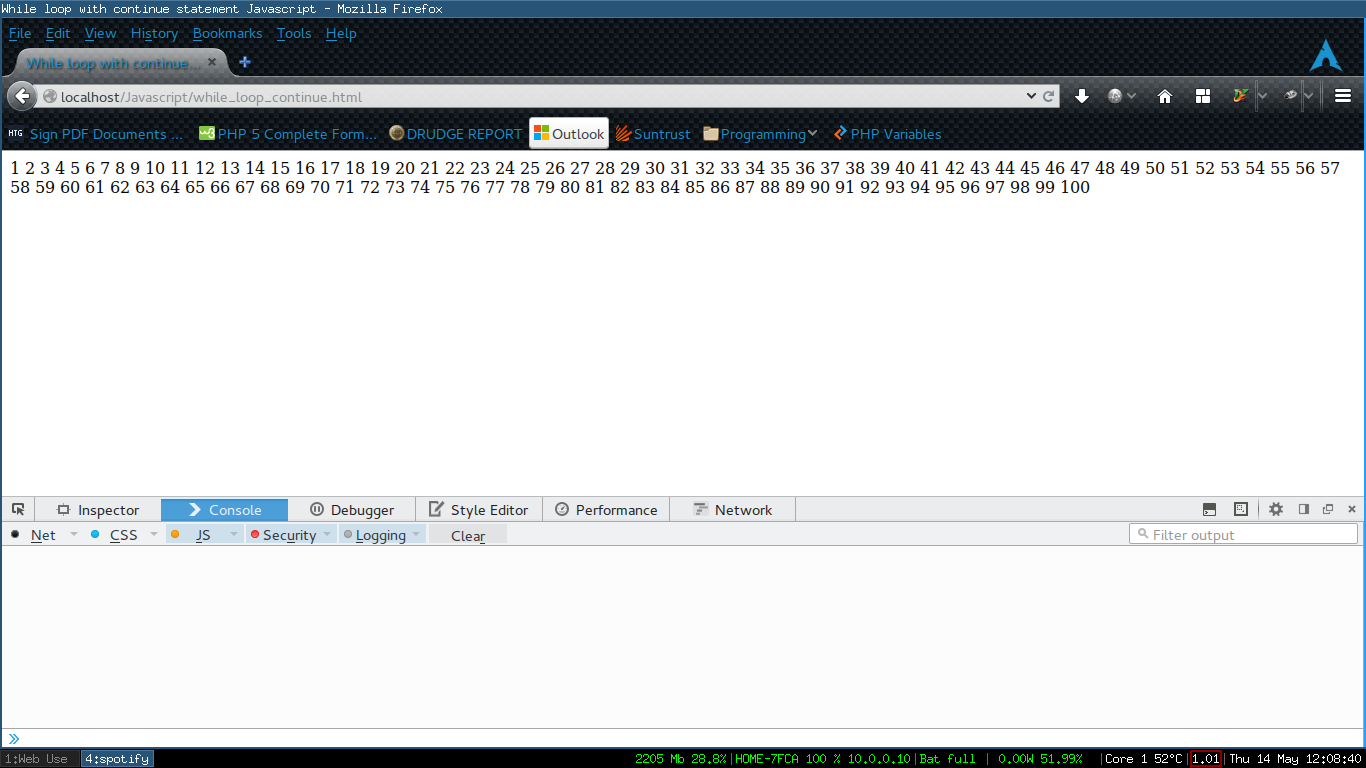 While loop with continue statement Javascript - Mozilla Firefox
File Edit View History Bookmarks Tools Help
While loop with continue...
localhost/Javascript/while_loop_continue.html
HTG Sign PDF Documents ... PHP 5 Complete Form... DRUDGE REPORT Outlook Suntrust Programming PHP Variables
1 2 3 4 5 6 7 8 9 10 11 12 13 14 15 16 17 18 19 20 21 22 23 24 25 26 27 28 29 30 31 32 33 34 35 36 37 38 39 40 41 42 43 44 45 46 47 48 49 50 51 52 53 54 55 56 57
58 59 60 61 62 63 64 65 66 67 68 69 70 71 72 73 74 75 76 77 78 79 80 81 82 83 84 85 86 87 88 89 90 91 92 93 94 95 96 97 98 99 100
Inspector Console Debugger Style Editor Performance Network
Net CSS JS Security Logging Clear Filter output
1:Web Use 4:spotify 2205 Mb 28.8%|HOME-7FCA 100 % 10.0.0.10|Bat full | 0.00W 51.99% |Core 1 52°C|1.01|Thu 14 May 12:08:40